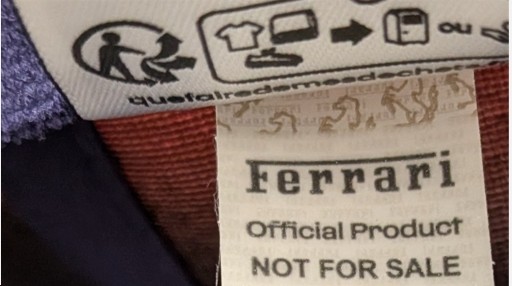 ou
quefairedemesdechets
Ferrari
Official Product
NOT FOR SALE